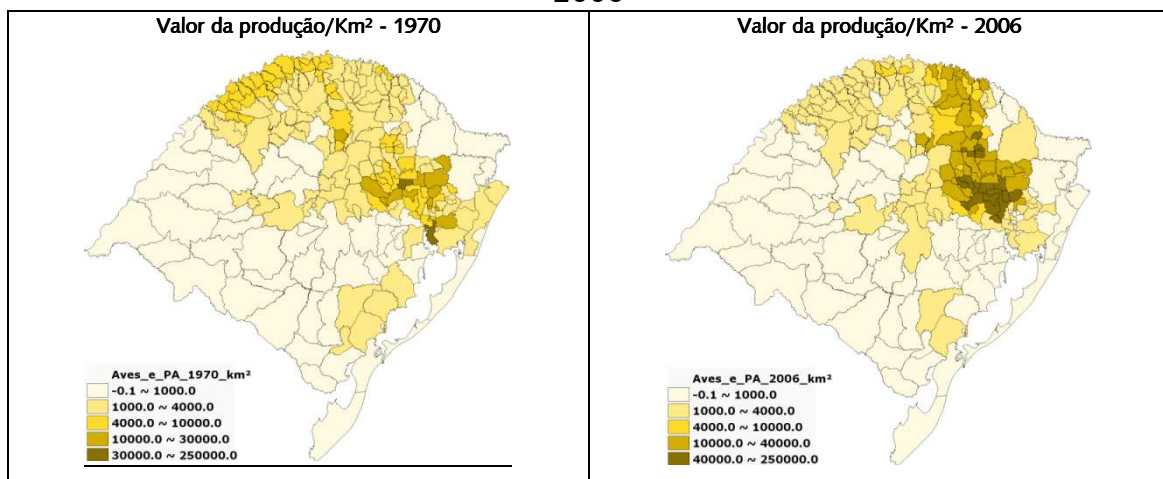 2006
Valor da produção/Km² - 1970
Valor da produção/Km² - 2006
Aves_e_PA_1970_km²
-0.1 ~ 1000.0
1000.0 ~ 4000.0
4000.0 ~ 10000.0
10000.0 ~ 30000.0
30000.0 ~ 250000.0
Aves_e_PA_2006_km²
-0.1 ~ 1000.0
1000.0 ~ 4000.0
4000.0 ~ 10000.0
10000.0 ~ 40000.0
40000.0 ~ 250000.0